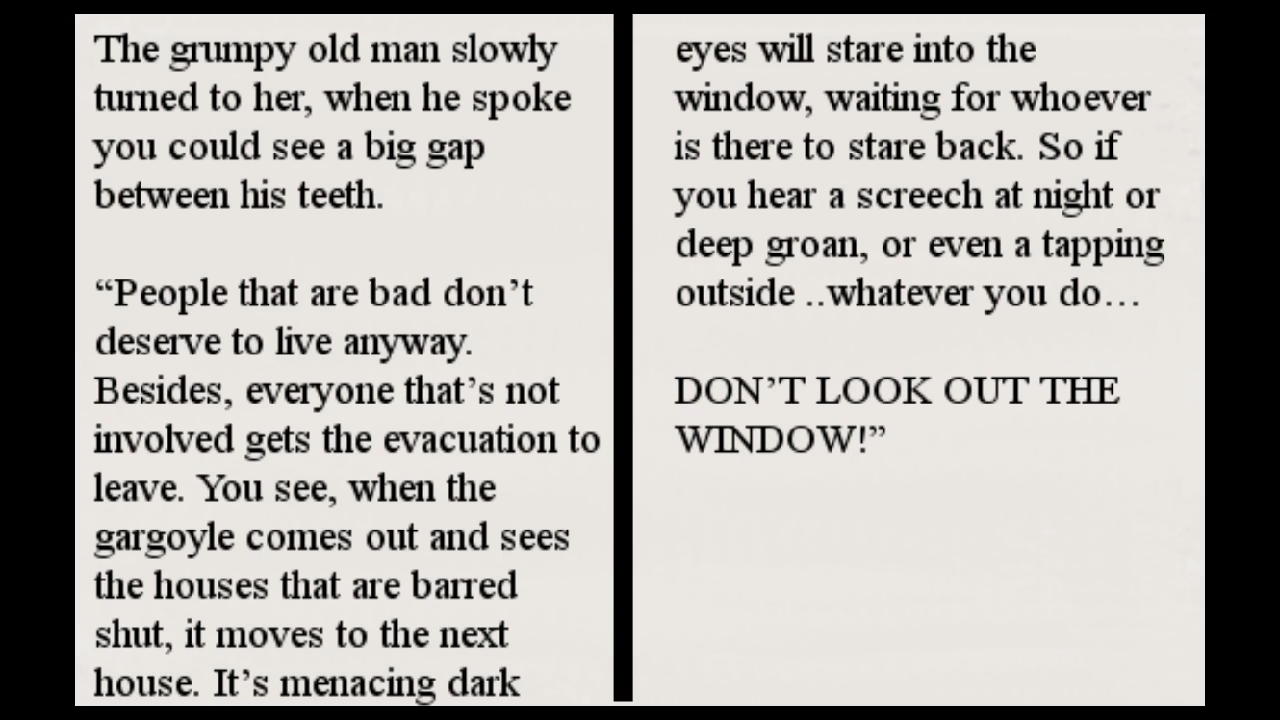 The grumpy old man slowly
turned to her, when he spoke
you could see a big gap
between his teeth.
“People that are bad don’t
deserve to live anyway.
Besides, everyone that’s not
involved gets the evacuation to
leave. You see, when the
gargoyle comes out and sees
the houses that are barred
shut, it moves to the next
house. It’s menacing dark
eyes will stare into the
window, waiting for whoever
is there to stare back. So if
you hear a screech at night or
deep groan, or even a tapping
outside ..whatever you do…
DON’T LOOK OUT THE
WINDOW!”